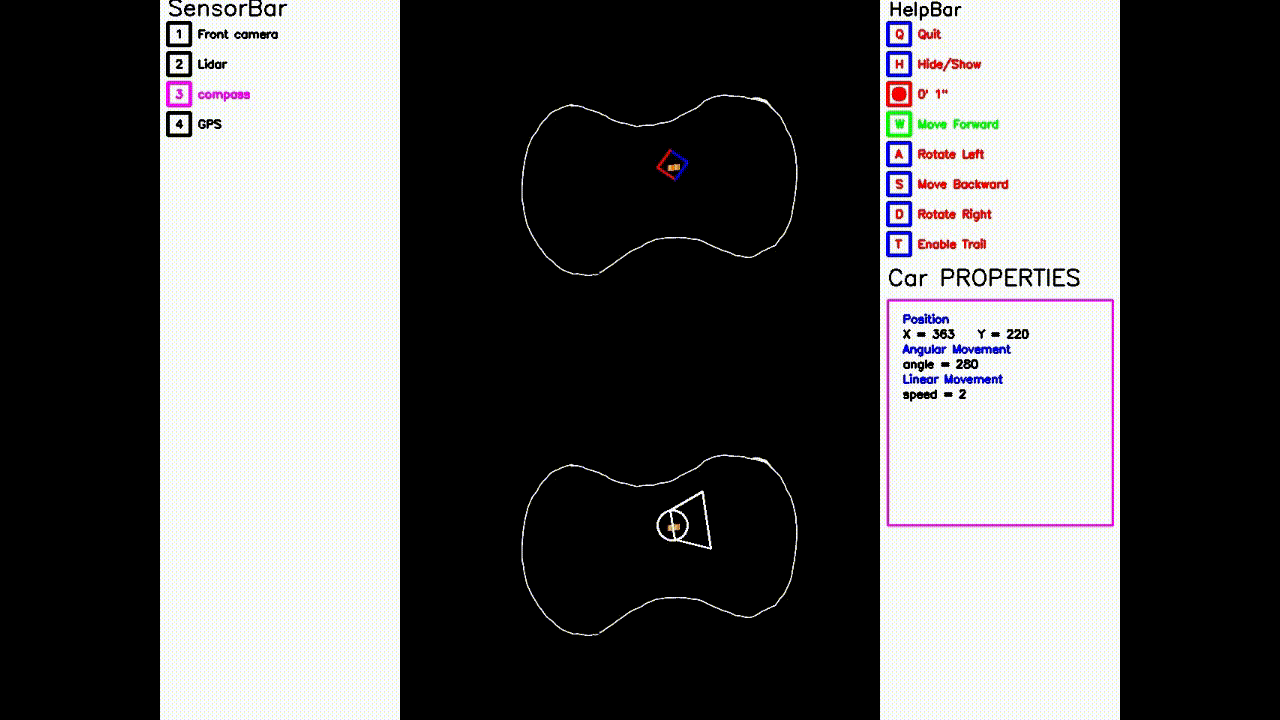 SensorBar
1 Front camera
2 Lidar
3 compass
4 GPS
HelpBar
Q Quit
H Hide/Show
0' 1"
W Move Forward
A Rotate Left
S Move Backward
D Rotate Right
T Enable Trail
Car PROPERTIES
Position
X = 363 Y = 220
Angular Movement
angle = 280
Linear Movement
speed = 2